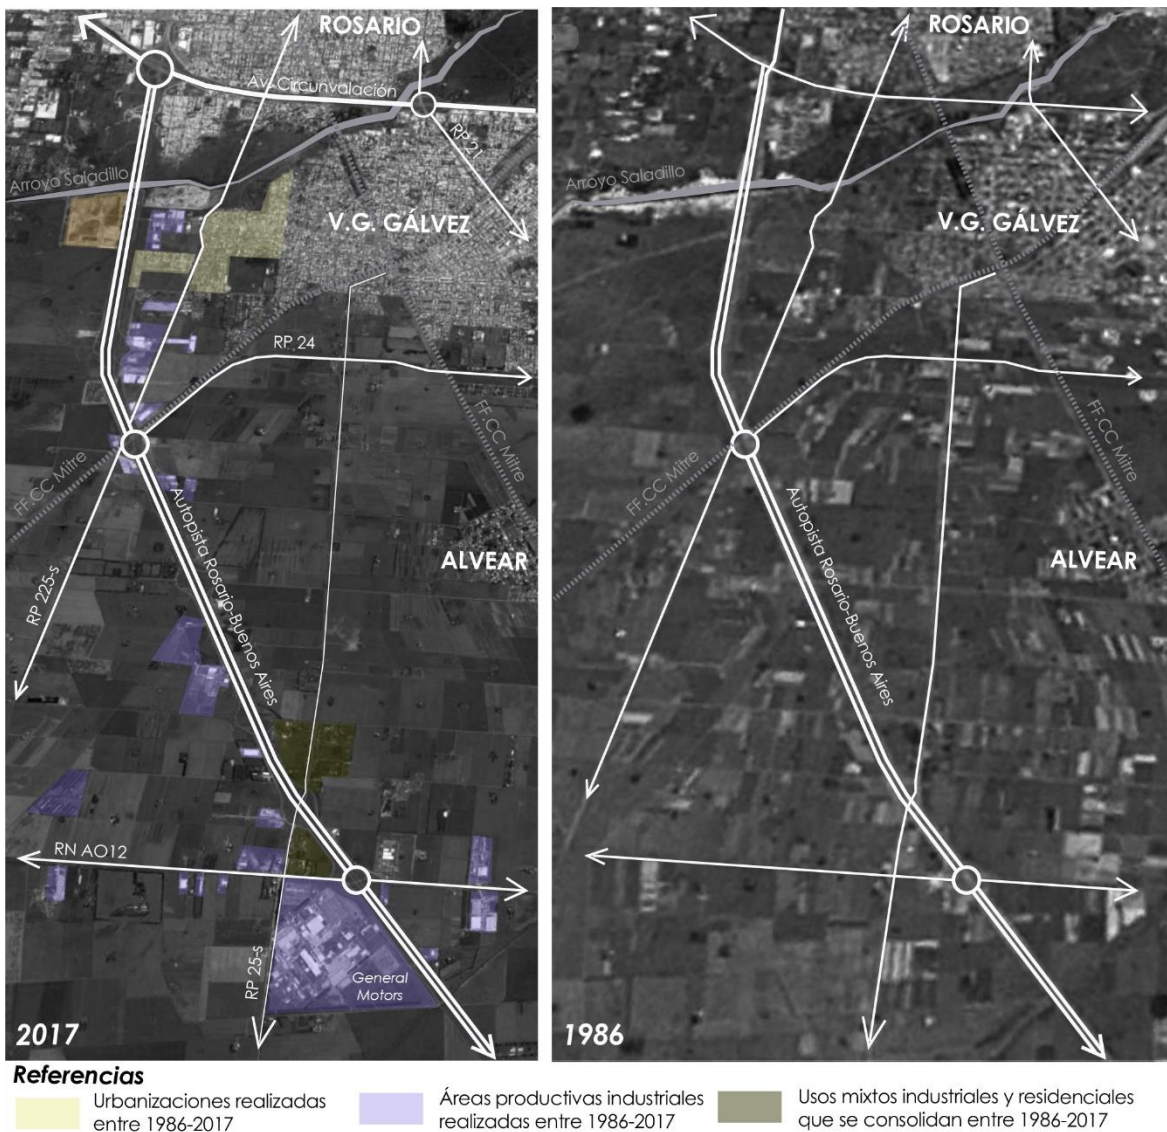 ROSARIO
Av. Circunvalación
RP 21
Arroyo Saladillo
V.G. GÁLVEZ
RP 24
FF.CC Mitre
FF.CC Mitre
Autopista Rosario-Buenos Aires
ALVEAR
RP 225-s
RN AO12
RP 25-s
General
Motors
2017
ROSARIO
Arroyo Saladillo
V.G. GÁLVEZ
FF.CC Mitre
Autopista Rosario-Buenos Aires
ALVEAR
1986
Referencias
Urbanizaciones realizadas
entre 1986-2017
Áreas productivas industriales
realizadas entre 1986-2017
Usos mixtos industriales y residenciales
que se consolidan entre 1986-2017